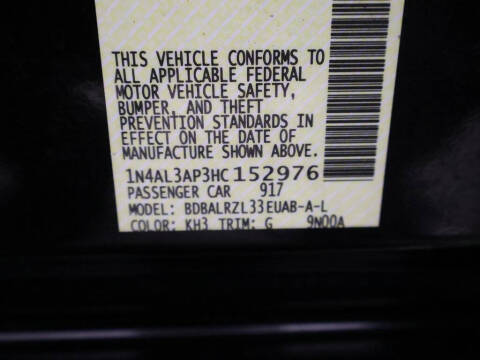 THIS VEHICLE CONFORMS TO
ALL APPLICABLE FEDERAL
MOTOR VEHICLE SAFETY,
BUMPER, AND THEFT
PREVENTION STANDARDS IN
EFFECT ON THE DATE OF
MANUFACTURE SHOWN ABOVE.
1N4AL3AP3HC152976
PASSENGER CAR 917
MODEL: BDBALRZL33EUAB-A-L
COLOR: KH3 TRIM: G 9N00A